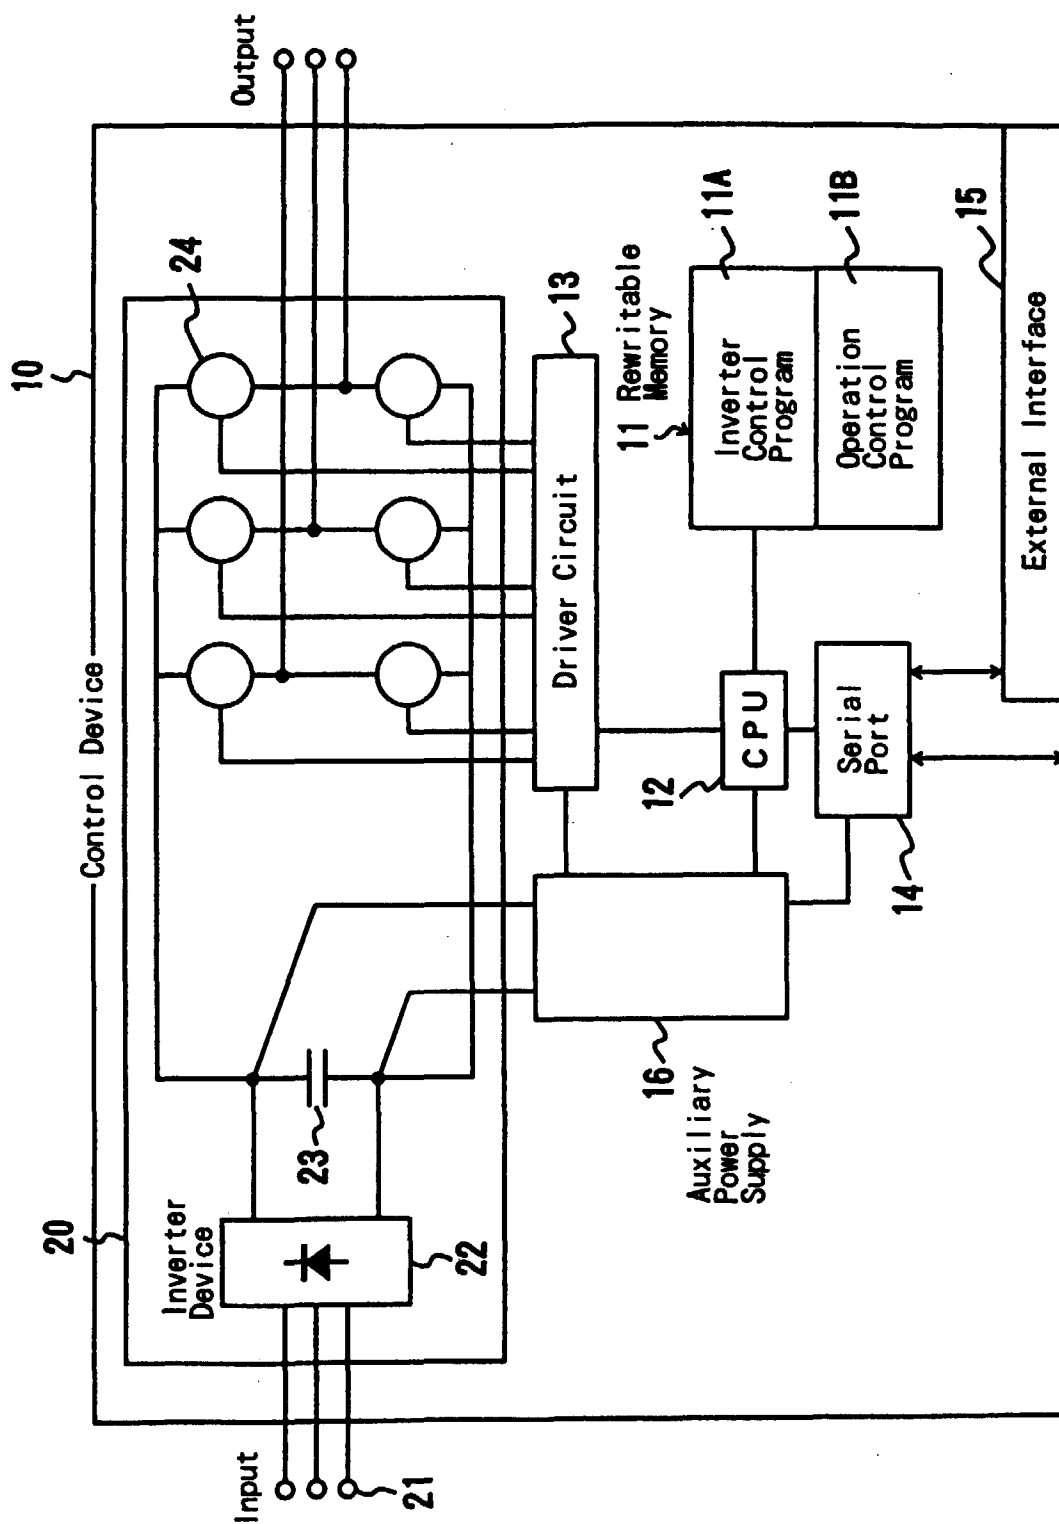 10
Control Device
Output
20
Inverter
Device
24
Input
21
22
23
13
Driver Circuit
11 Rewritable
Memory
11A
Inverter
Control
Program
11B
Operation
Control
Program
12
CPU
16
Auxiliary
Power
Supply
Serial
Port
14
15
External Interface